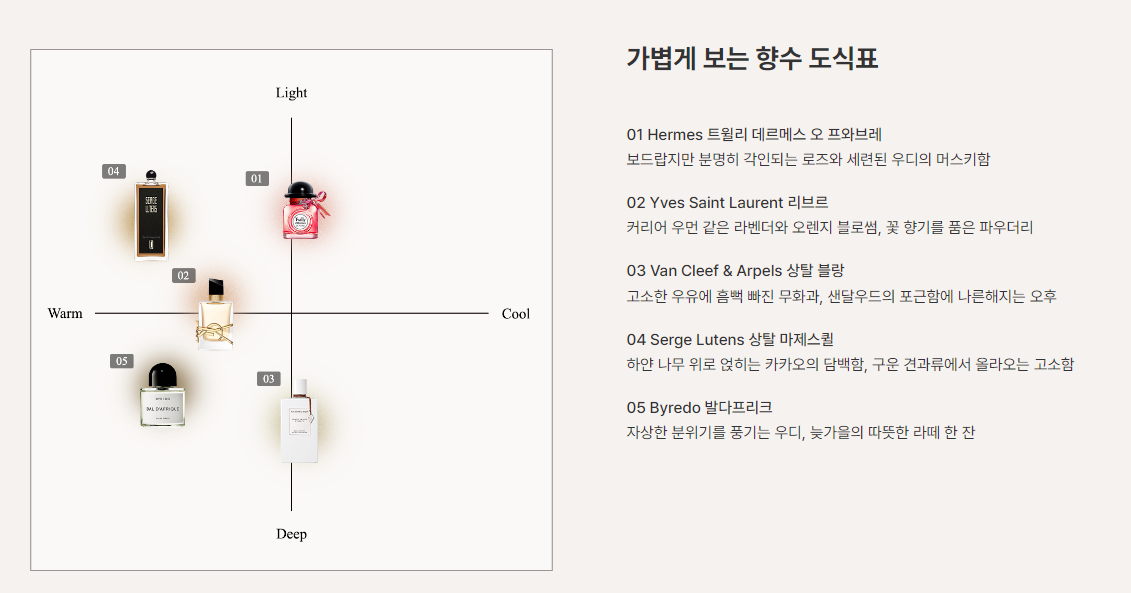 가볍게 보는 향수 도식표
Light
04
01
SERGE
LUTENS
02
Warm
Cool
05
03
BYREDO
BAL D'AFRIQUE
Deep
01 Hermes 트윌리 데르메스 오 프와브레
보드랍지만 분명히 각인되는 로즈와 세련된 우디의 머스키함
02 Yves Saint Laurent 리브르
커리어 우먼 같은 라벤더와 오렌지 블로썸, 꽃 향기를 품은 파우더리
03 Van Cleef & Arpels 상탈 블랑
고소한 우유에 흠뻑 빠진 무화과, 샌달우드의 포근함에 나른해지는 오후
04 Serge Lutens 상탈 마제스퀼
하얀 나무 위로 얹히는 카카오의 담백함, 구운 견과류에서 올라오는 고소함
05 Byredo 발다프리크
자상한 분위기를 풍기는 우디, 늦가을의 따뜻한 라떼 한 잔